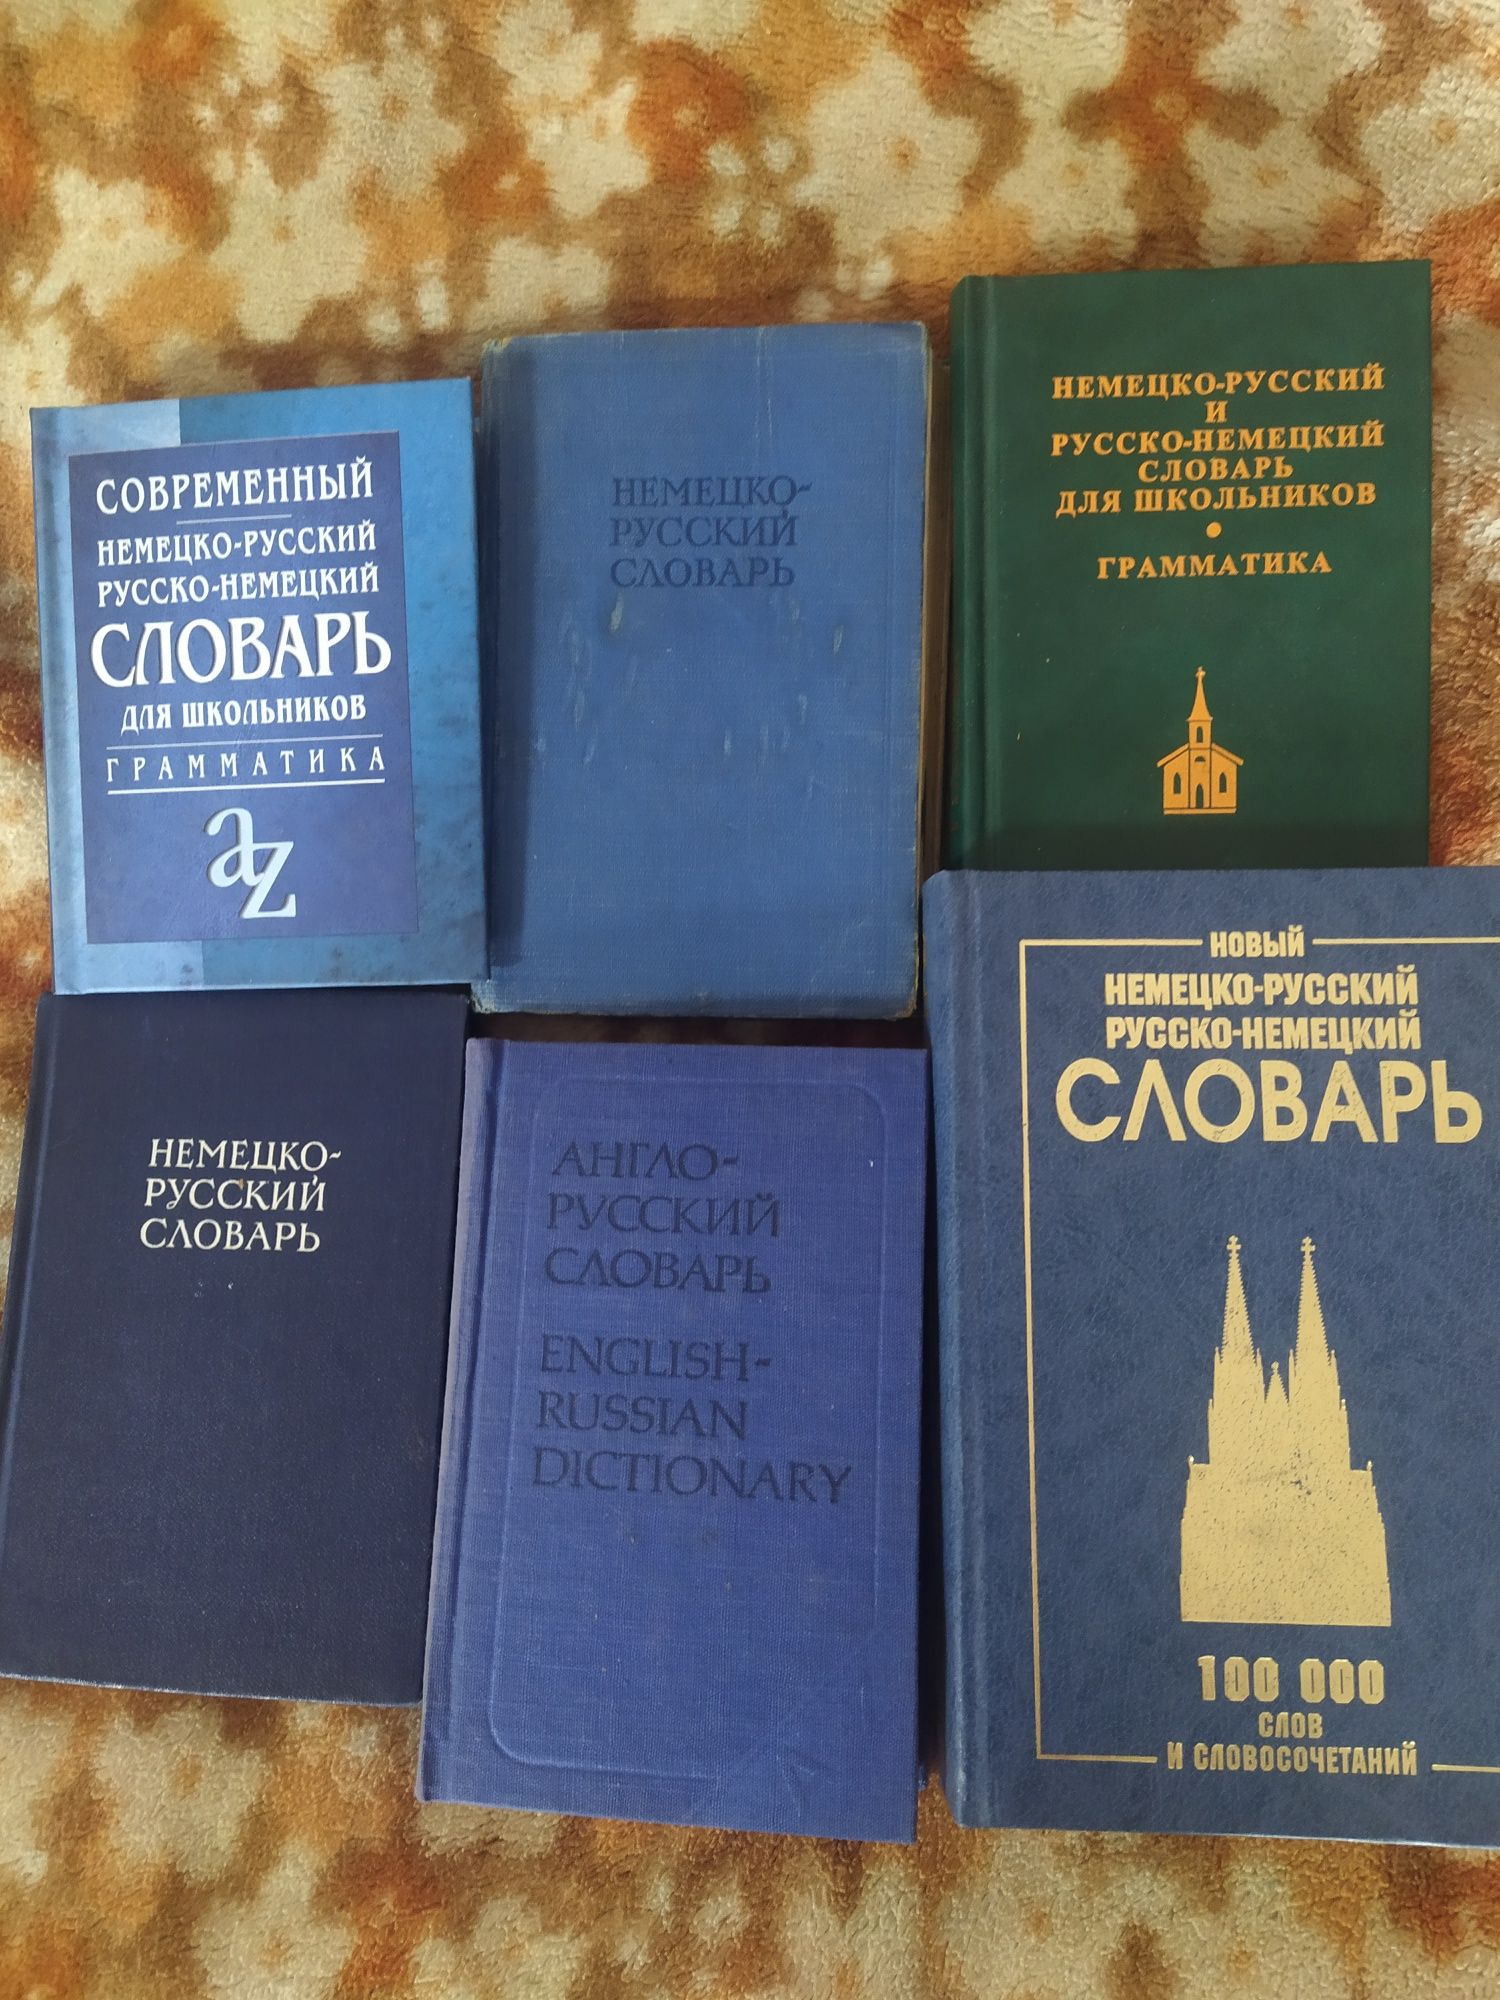 СОВРЕМЕННЫЙ
НЕМЕЦКО-РУССКИЙ
РУССКО-НЕМЕЦКИЙ
СЛОВАРЬ
ДЛЯ ШКОЛЬНИКОВ
ГРАММАТИКА
az
НЕМЕЦКО-
РУССКИЙ
СЛОВАРЬ
НЕМЕЦКО-РУССКИЙ
И
РУССКО-НЕМЕЦКИЙ
СЛОВАРЬ
ДЛЯ ШКОЛЬНИКОВ
•
ГРАММАТИКА
НЕМЕЦКО-
РУССКИЙ
СЛОВАРЬ
АНГЛО-
РУССКИЙ
СЛОВАРЬ
ENGLISH-
RUSSIAN
DICTIONARY
НОВЫЙ
НЕМЕЦКО-РУССКИЙ
РУССКО-НЕМЕЦКИЙ
СЛОВАРЬ
100 000
СЛОВ
И СЛОВОСОЧЕТАНИЙ